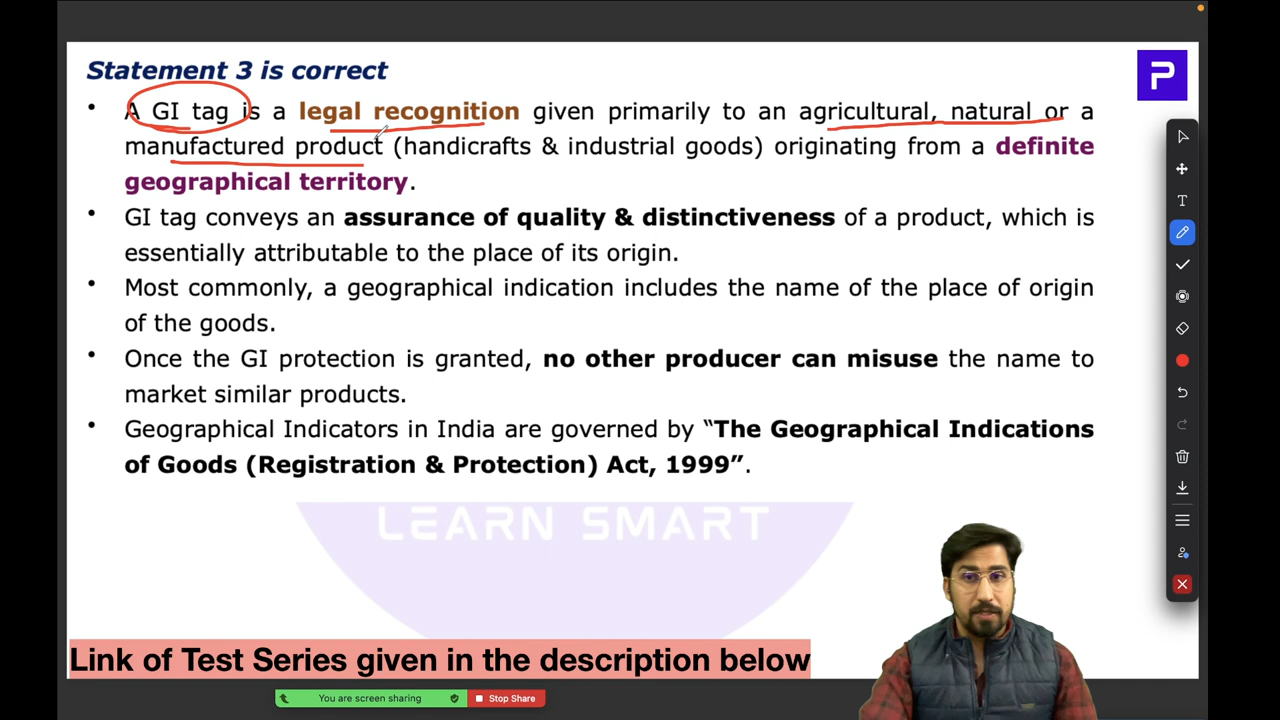 Statement 3 is correct
• A GI tag is a legal recognition given primarily to an agricultural, natural or a
manufactured product (handicrafts & industrial goods) originating from a definite
geographical territory.
• GI tag conveys an assurance of quality & distinctiveness of a product, which is
essentially attributable to the place of its origin.
• Most commonly, a geographical indication includes the name of the place of origin
of the goods.
• Once the GI protection is granted, no other producer can misuse the name to
market similar products.
• Geographical Indicators in India are governed by “The Geographical Indications
of Goods (Registration & Protection) Act, 1999”.
LEARN SMART
Link of Test Series given in the description below
You are screen sharing
Stop Share